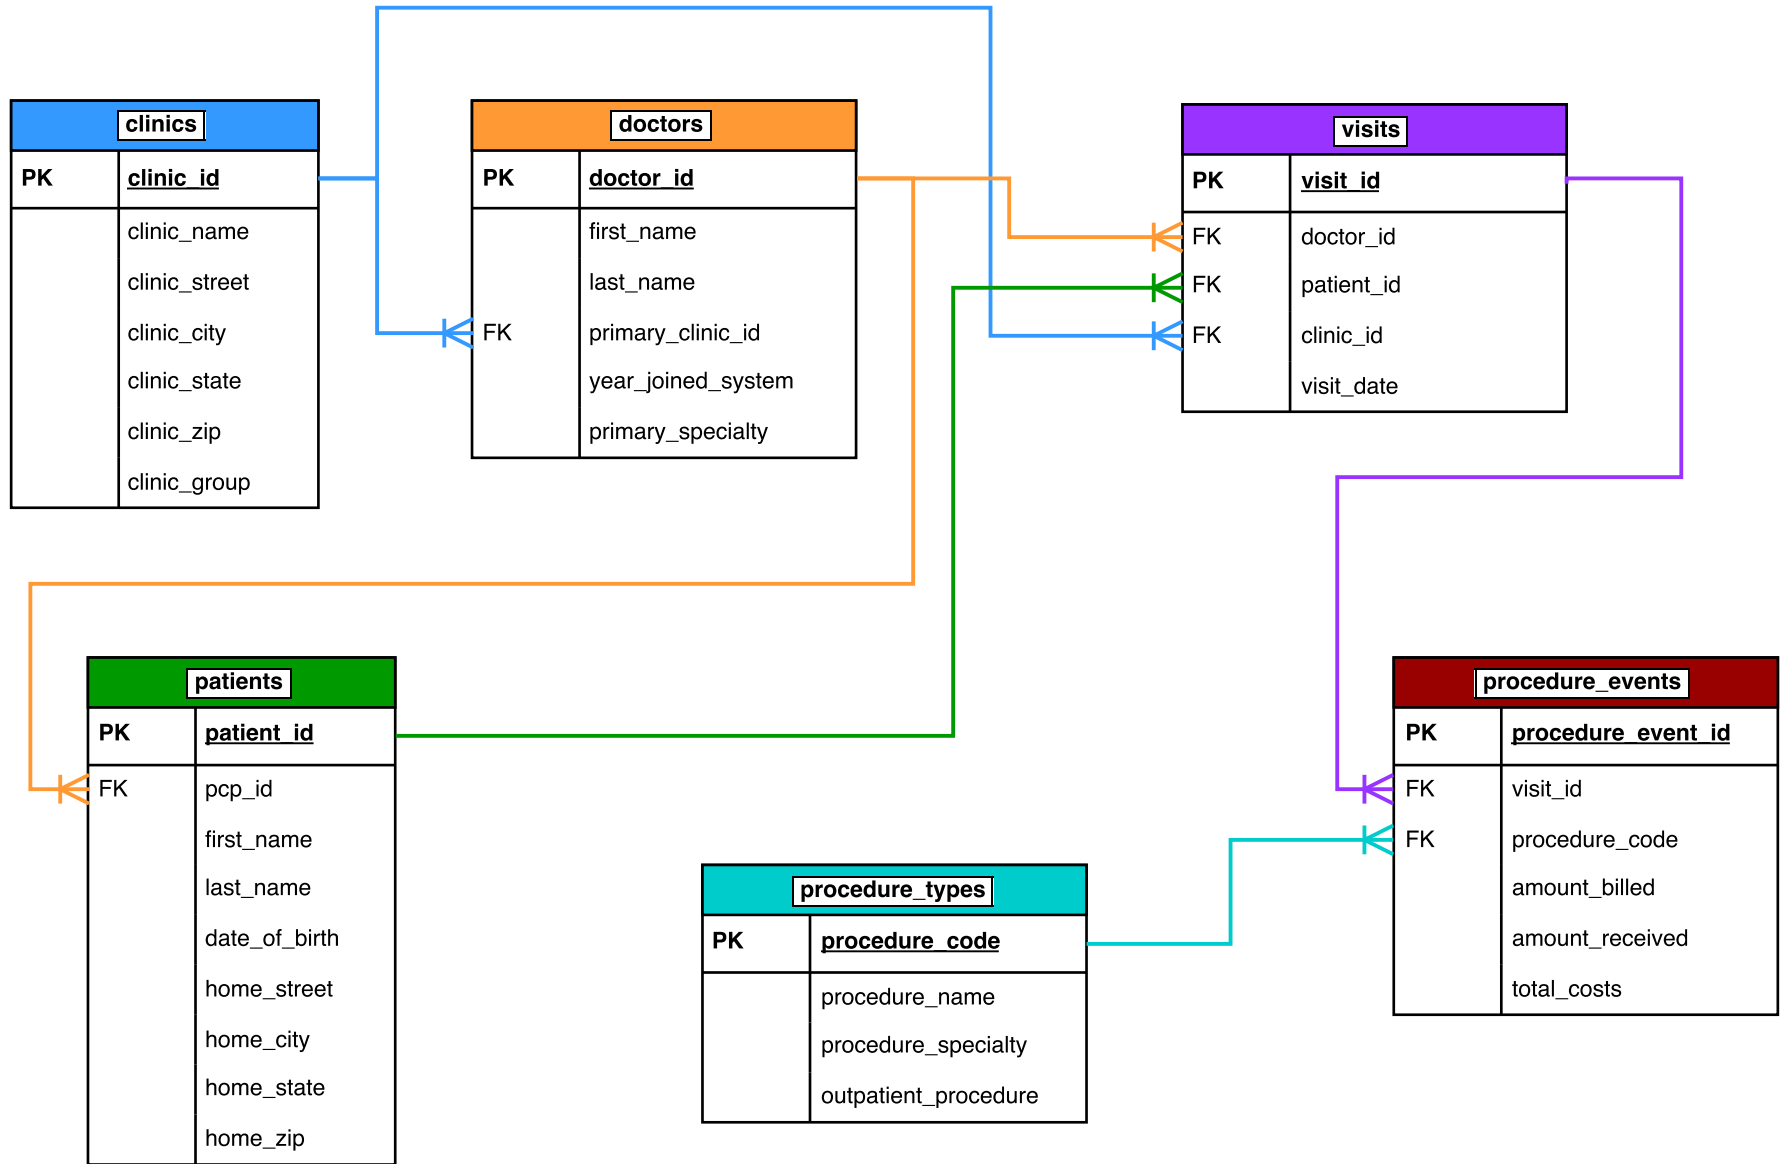 clinics
PK clinic_id
clinic_name
clinic_street
clinic_city
clinic_state
clinic_zip
clinic_group
doctors
PK doctor_id
first_name
last_name
FK primary_clinic_id
year_joined_system
primary_specialty
visits
PK visit_id
FK doctor_id
FK patient_id
FK clinic_id
visit_date
patients
PK patient_id
FK pcp_id
first_name
last_name
date_of_birth
home_street
home_city
home_state
home_zip
procedure_types
PK procedure_code
procedure_name
procedure_specialty
outpatient_procedure
procedure_events
PK procedure_event_id
FK visit_id
FK procedure_code
amount_billed
amount_received
total_costs